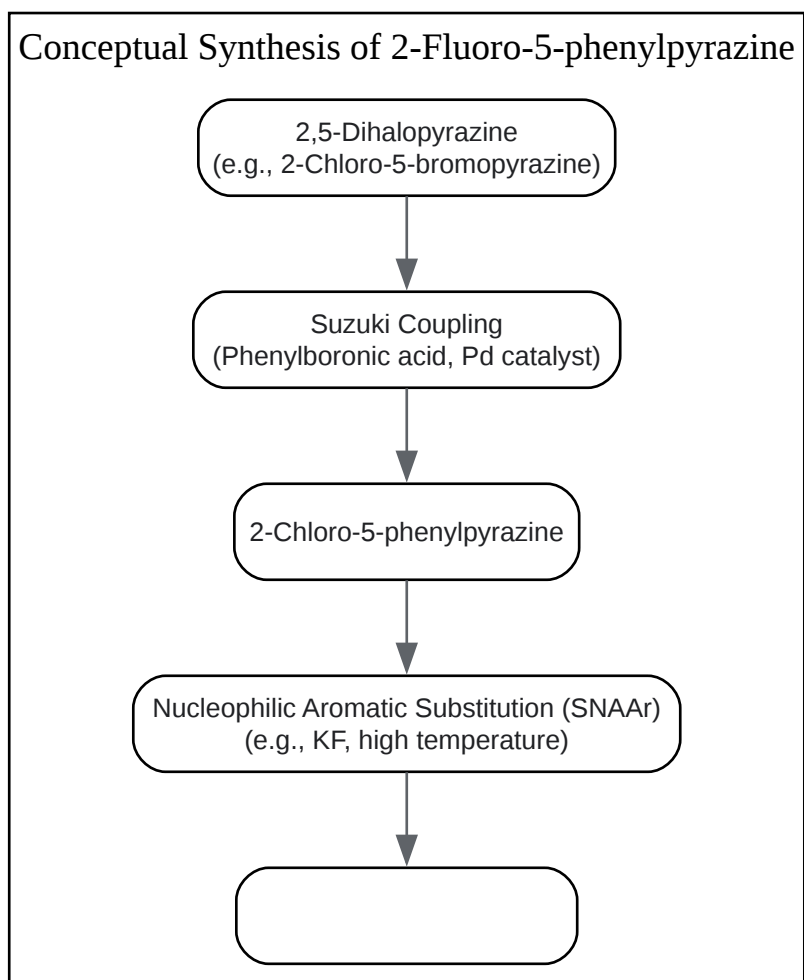 Conceptual Synthesis of 2-Fluoro-5-phenylpyrazine
2,5-Dihalopyrazine
(e.g., 2-Chloro-5-bromopyrazine)
Suzuki Coupling
(Phenylboronic acid, Pd catalyst)
2-Chloro-5-phenylpyrazine
Nucleophilic Aromatic Substitution (SNAAr)
(e.g., KF, high temperature)